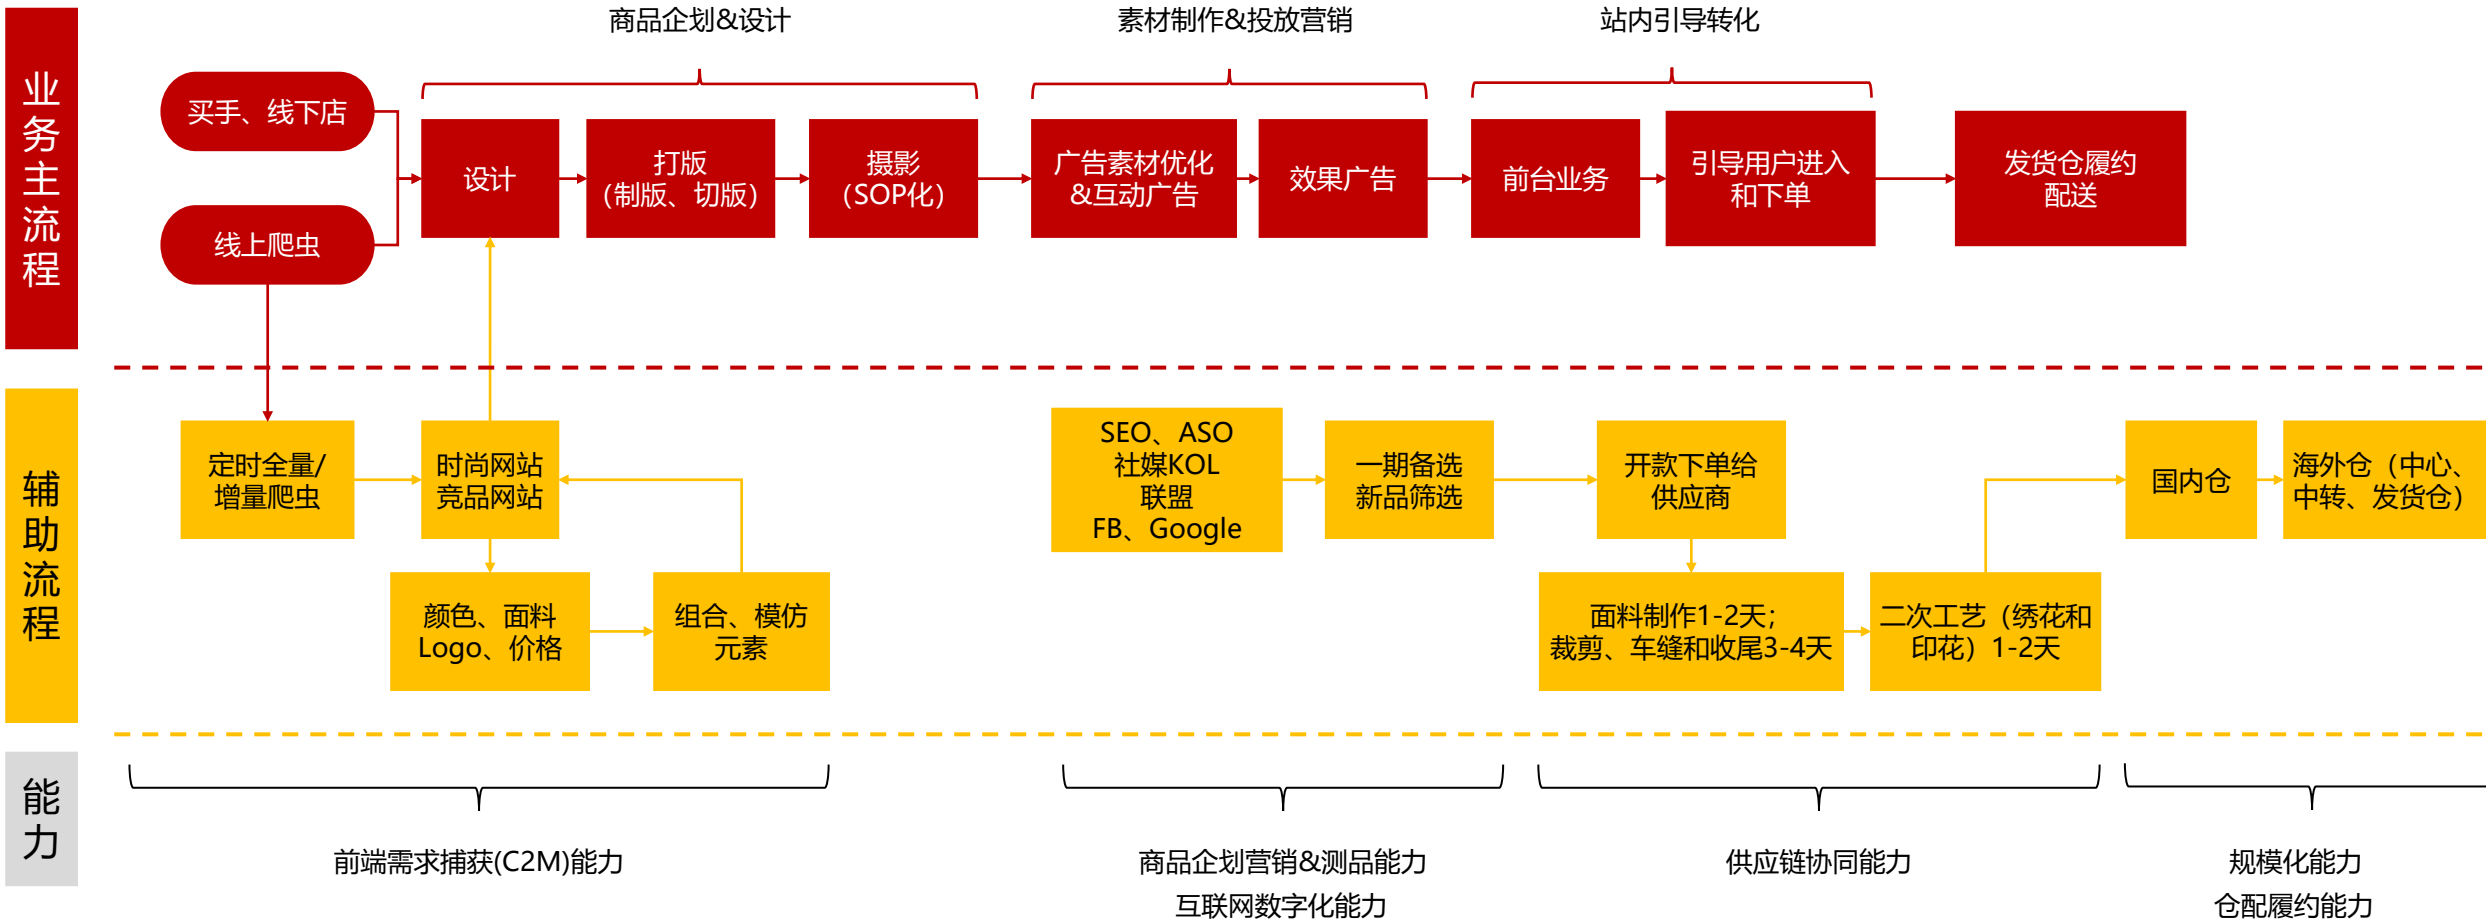 商品企划&设计
素材制作&投放营销
站内引导转化
业务主流程
买手、线下店
线上爬虫
设计
打版
（制版、切版）
摄影
（SOP化）
广告素材优化
&互动广告
效果广告
前台业务
引导用户进入
和下单
发货仓履约
配送
辅助流程
定时全量/
增量爬虫
时尚网站
竞品网站
颜色、面料
Logo、价格
组合、模仿
元素
SEO、ASO
社媒KOL
联盟
FB、Google
一期备选
新品筛选
开款下单给
供应商
面料制作1-2天；
裁剪、车缝和收尾3-4天
二次工艺（绣花和
印花）1-2天
国内仓
海外仓（中心、
中转、发货仓）
能力
前端需求捕获(C2M)能力
商品企划营销&测品能力
互联网数字化能力
供应链协同能力
规模化能力
仓配履约能力